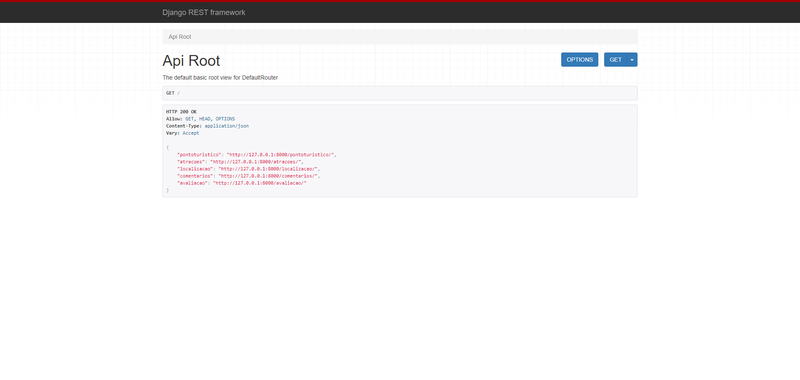 Django REST framework
Api Root
Api Root
OPTIONS
GET
The default basic root view for DefaultRouter
GET /
HTTP 200 OK
Allow: GET, HEAD, OPTIONS
Content-Type: application/json
Vary: Accept
{
"pontoturistico": "http://127.0.0.1:8000/pontoturistico/",
"atracoes": "http://127.0.0.1:8000/atracoes/",
"localiacao": "http://127.0.0.1:8000/localizacao/",
"comentarios": "http://127.0.0.1:8000/comentarios/",
"avaliacao": "http://127.0.0.1:8000/avaliacao/"
}